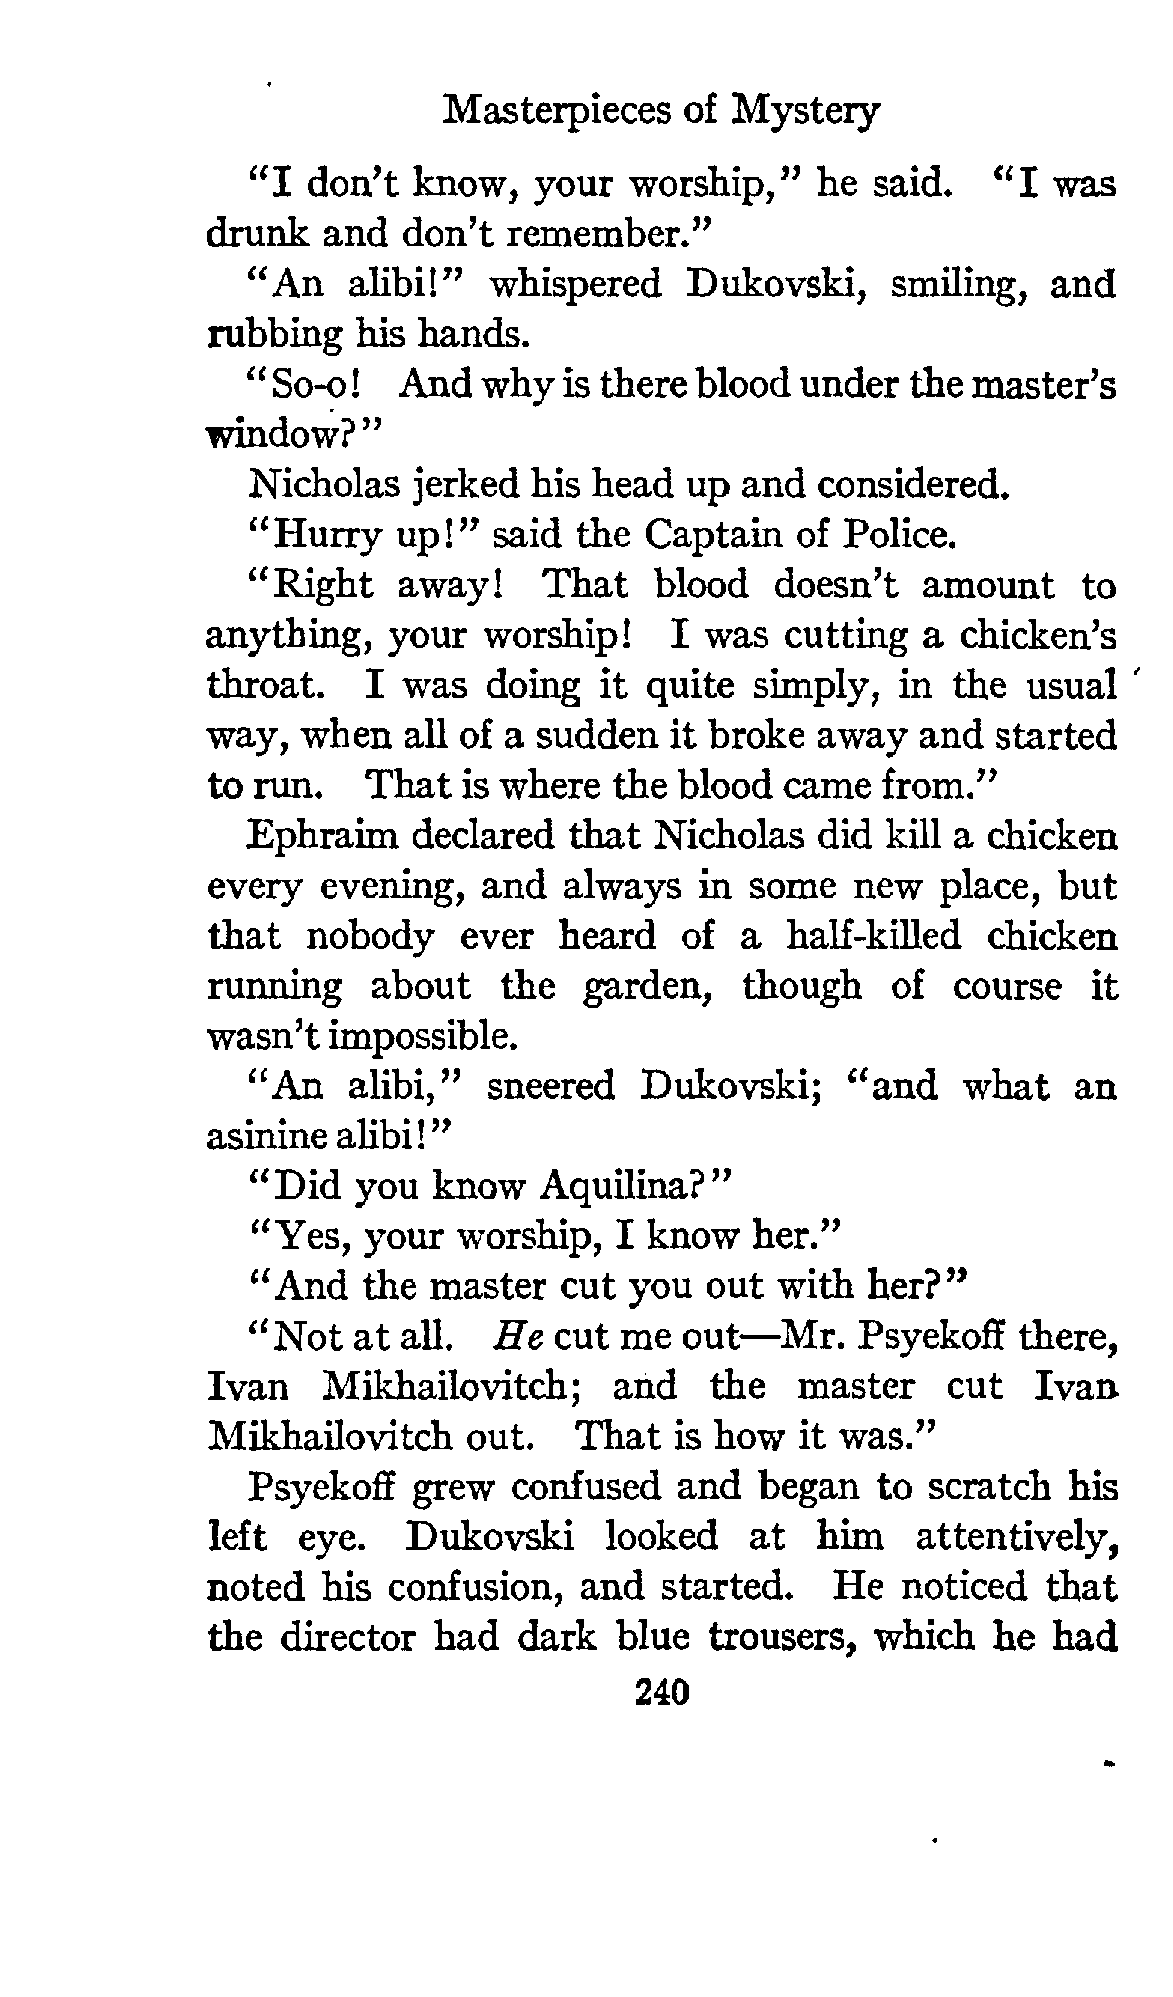 Masterpieces of Mystery
“I don’t know, your worship,” he said. “I was
drunk and don’t remember.”
“An alibi!” whispered Dukovski, smiling, and
rubbing his hands.
“So-o! And why is there blood under the master’s
window?”
Nicholas jerked his head up and considered.
“Hurry up!” said the Captain of Police.
“Right away! That blood doesn’t amount to
anything, your worship! I was cutting a chicken’s
throat. I was doing it quite simply, in the usual
way, when all of a sudden it broke away and started
to run. That is where the blood came from.”
Ephraim declared that Nicholas did kill a chicken
every evening, and always in some new place, but
that nobody ever heard of a half-killed chicken
running about the garden, though of course it
wasn’t impossible.
“An alibi,” sneered Dukovski; “and what an
asinine alibi!”
“Did you know Aquilina?”
“Yes, your worship, I know her.”
“And the master cut you out with her?”
“Not at all. He cut me out—Mr. Psyekoff there,
Ivan Mikhailovitch; and the master cut Ivan
Mikhailovitch out. That is how it was.”
Psyekoff grew confused and began to scratch his
left eye. Dukovski looked at him attentively,
noted his confusion, and started. He noticed that
the director had dark blue trousers, which he had
240